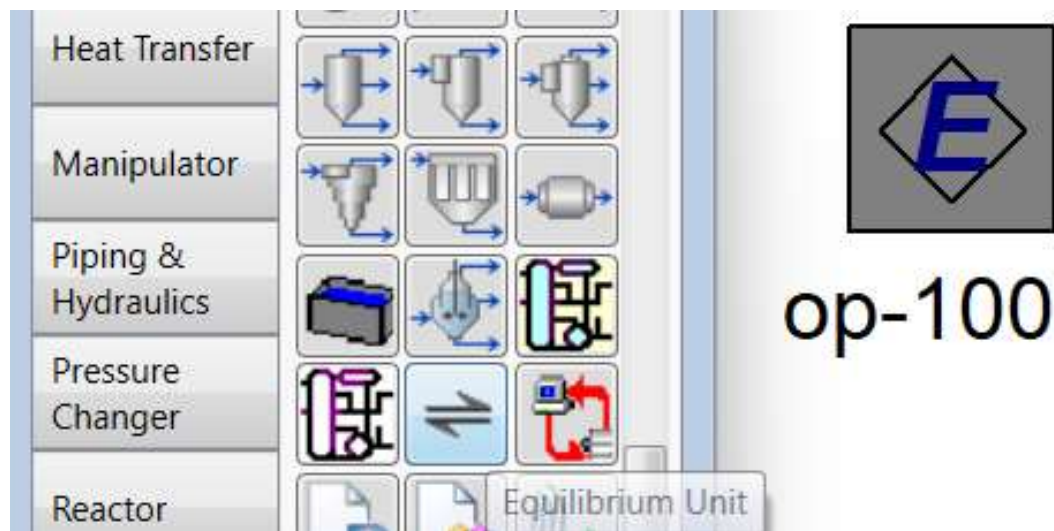 Heat Transfer
Manipulator
Piping &
Hydraulics
Pressure
Changer
Reactor
Equilibrium Unit
E
op-100